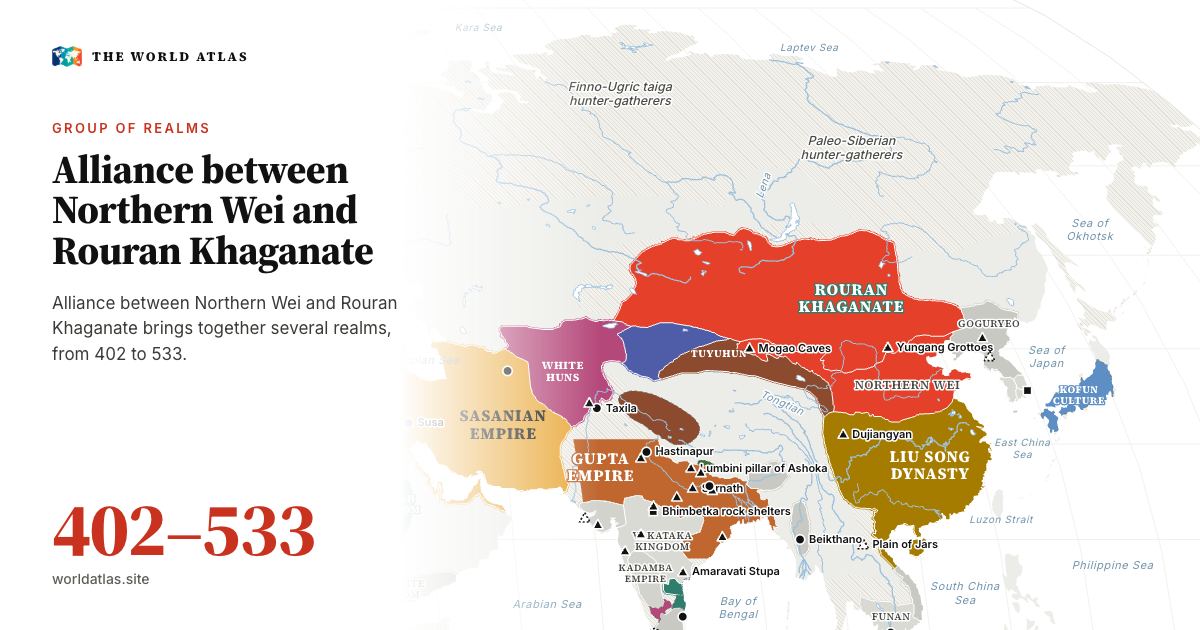 THE WORLD ATLAS
GROUP OF REALMS
Alliance between
Northern Wei and
Rouran Khaganate
Alliance between Northern Wei and Rouran
Khaganate brings together several realms,
from 402 to 533.
402–533
worldatlas.site
Kara Sea
Laptev Sea
Finno-Ugric taiga
hunter-gatherers
Paleo-Siberian
hunter-gatherers
Lena
Sea of
Okhotsk
ROURAN
KHAGANATE
GOGURYEO
TUYUHUN
Mogao Caves
Yungang Grottoes
Sea of
Japan
WHITE
HUNS
NORTHERN WEI
KOFUN
CULTURE
SASANIAN
EMPIRE
Taxila
Tongtian
Susa
Dujiangyan
East China
Sea
Hastinapur
GUPTA
EMPIRE
Lumbini pillar of Ashoka
LIU SONG
DYNASTY
Sarnath
Bhimbetka rock shelters
Luzon Strait
KATAKA
KINGDOM
Beikthano
Plain of Jars
KADAMBA
EMPIRE
Amaravati Stupa
Philippine Sea
Arabian Sea
Bay of
Bengal
South China
Sea
FUNAN